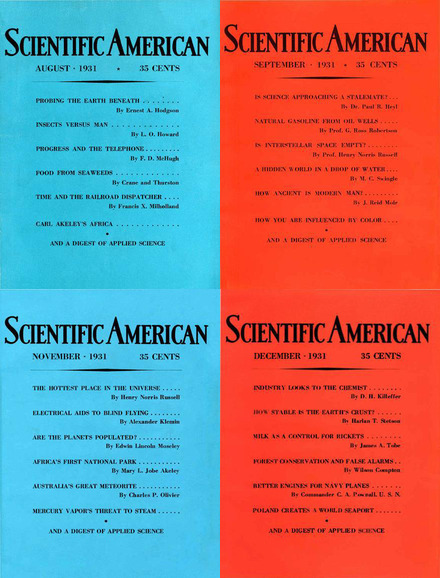 SCIENTIFIC AMERICAN
AUGUST · 1931 • 35 CENTS
PROBING THE EARTH BENEATH . . . . . . . .
By Ernest A. Hodgson
INSECTS VERSUS MAN . . . . . . . . . . . . .
By L. O. Howard
PROGRESS AND THE TELEPHONE . . . . . . . .
By F. D. McHugh
FOOD FROM SEAWEEDS . . . . . . . . . . . .
By Crane and Thurston
TIME AND THE RAILROAD DISPATCHER . . . .
By Francis X. Milholland
CARL AKELEY'S AFRICA . . . . . . . . . . . . .
•
AND A DIGEST OF APPLIED SCIENCE
SCIENTIFIC AMERICAN
SEPTEMBER · 1931 • 35 CENTS
IS SCIENCE APPROACHING A STALEMATE? . . .
By Dr. Paul R. Heyl
NATURAL GASOLINE FROM OIL WELLS . . . . .
By Prof. G. Ross Robertson
IS INTERSTELLAR SPACE EMPTY? . . . . . . . .
By Prof. Henry Norris Russell
A HIDDEN WORLD IN A DROP OF WATER . . . .
By M. C.
HOW ANCIENT IS MODERN MAN? . . . . . . . .
By J. Reid Moir
HOW YOU ARE INFLUENCED BY COLOR . . . .
•
AND A DIGEST OF APPLIED SCIENCE
SCIENTIFIC AMERICAN
NOVEMBER · 1931 35 CENTS
THE HOTTEST PLACE IN THE UNIVERSE . . . . .
By Henry Norris Russell
ELECTRICAL AIDS TO BLIND FLYING . . . . . . . .
By Alexander Klemin
ARE THE PLANETS POPULATED? . . . . . . . . . . .
By Edwin Lincoln Moseley
AFRICA'S FIRST NATIONAL PARK . . . . . . . . . .
By Mary L. Jobe Akeley
AUSTRALIA'S GREAT METEORITE . . . . . . . . . .
By Charles P. Olivier
MERCURY VAPOR'S THREAT TO STEAM . . . . .
•
AND A DIGEST OF APPLIED SCIENCE
SCIENTIFIC AMERICAN
DECEMBER · 1931 35 CENTS
INDUSTRY LOOKS TO THE CHEMIST . . . . . . . .
By D. H. Killeffer
HOW STABLE IS THE EARTH'S CRUST? . . . . . . .
By Harlan T. Stetson
MILK AS A CONTROL FOR RICKETS . . . . . . . .
By James A. Tobey
FOREST CONSERVATION AND FALSE ALARMS . .
By Wilson Compton
BETTER ENGINES FOR NAVY PLANES . . . . . . .
By Commander C. A. Pownall, U. S. N.
POLAND CREATES A WORLD SEAPORT . . . . . . .
•
AND A DIGEST OF APPLIED SCIENCE